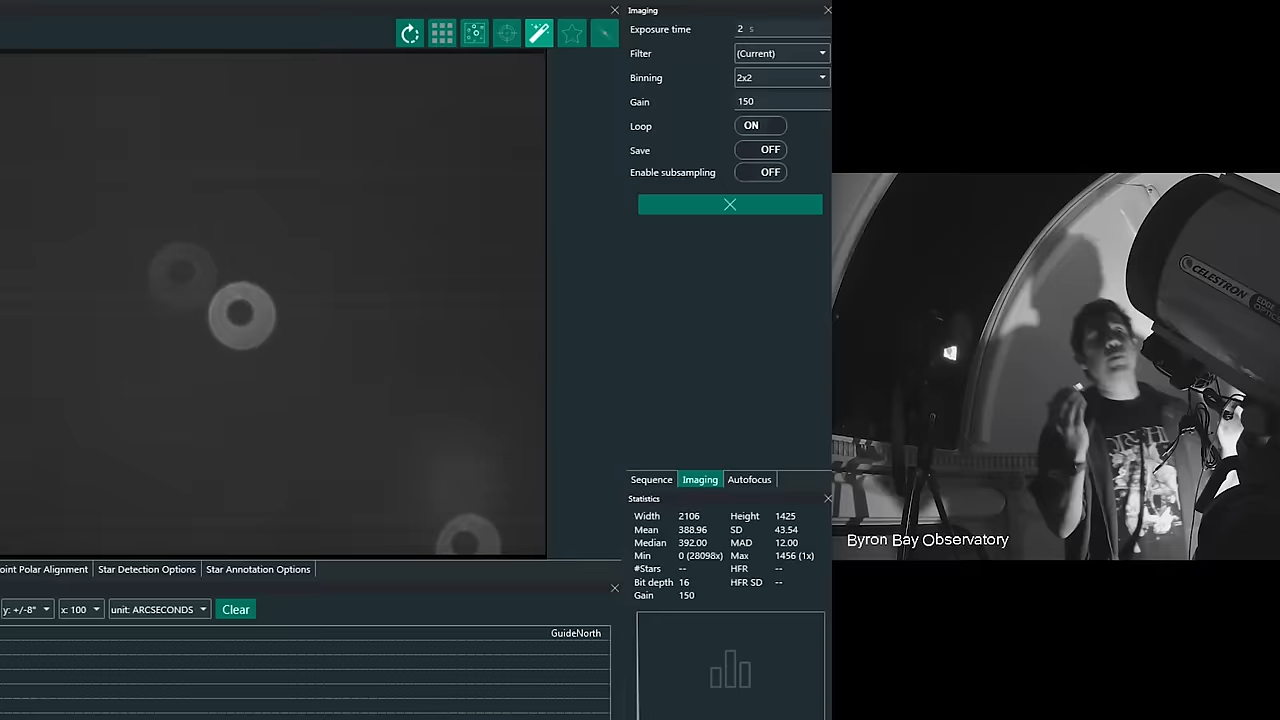 Imaging
Exposure time 2 s
Filter (Current)
Binning 2x2
Gain 150
Loop ON
Save OFF
Enable subsampling OFF
CELESTRON
EDGE
Byron Bay Observatory
Sequence Imaging Autofocus
Statistics
Width 2106 Height 1425
Mean 388.96 SD 43.54
Median 392.00 MAD 12.00
Min 0 (28098x) Max 1456 (1x)
#Stars -- HFR --
Bit depth 16 HFR SD --
Gain 150
oint Polar Alignment Star Detection Options Star Annotation Options
y: +/-8" x: 100 unit: ARCSECONDS Clear
GuideNorth